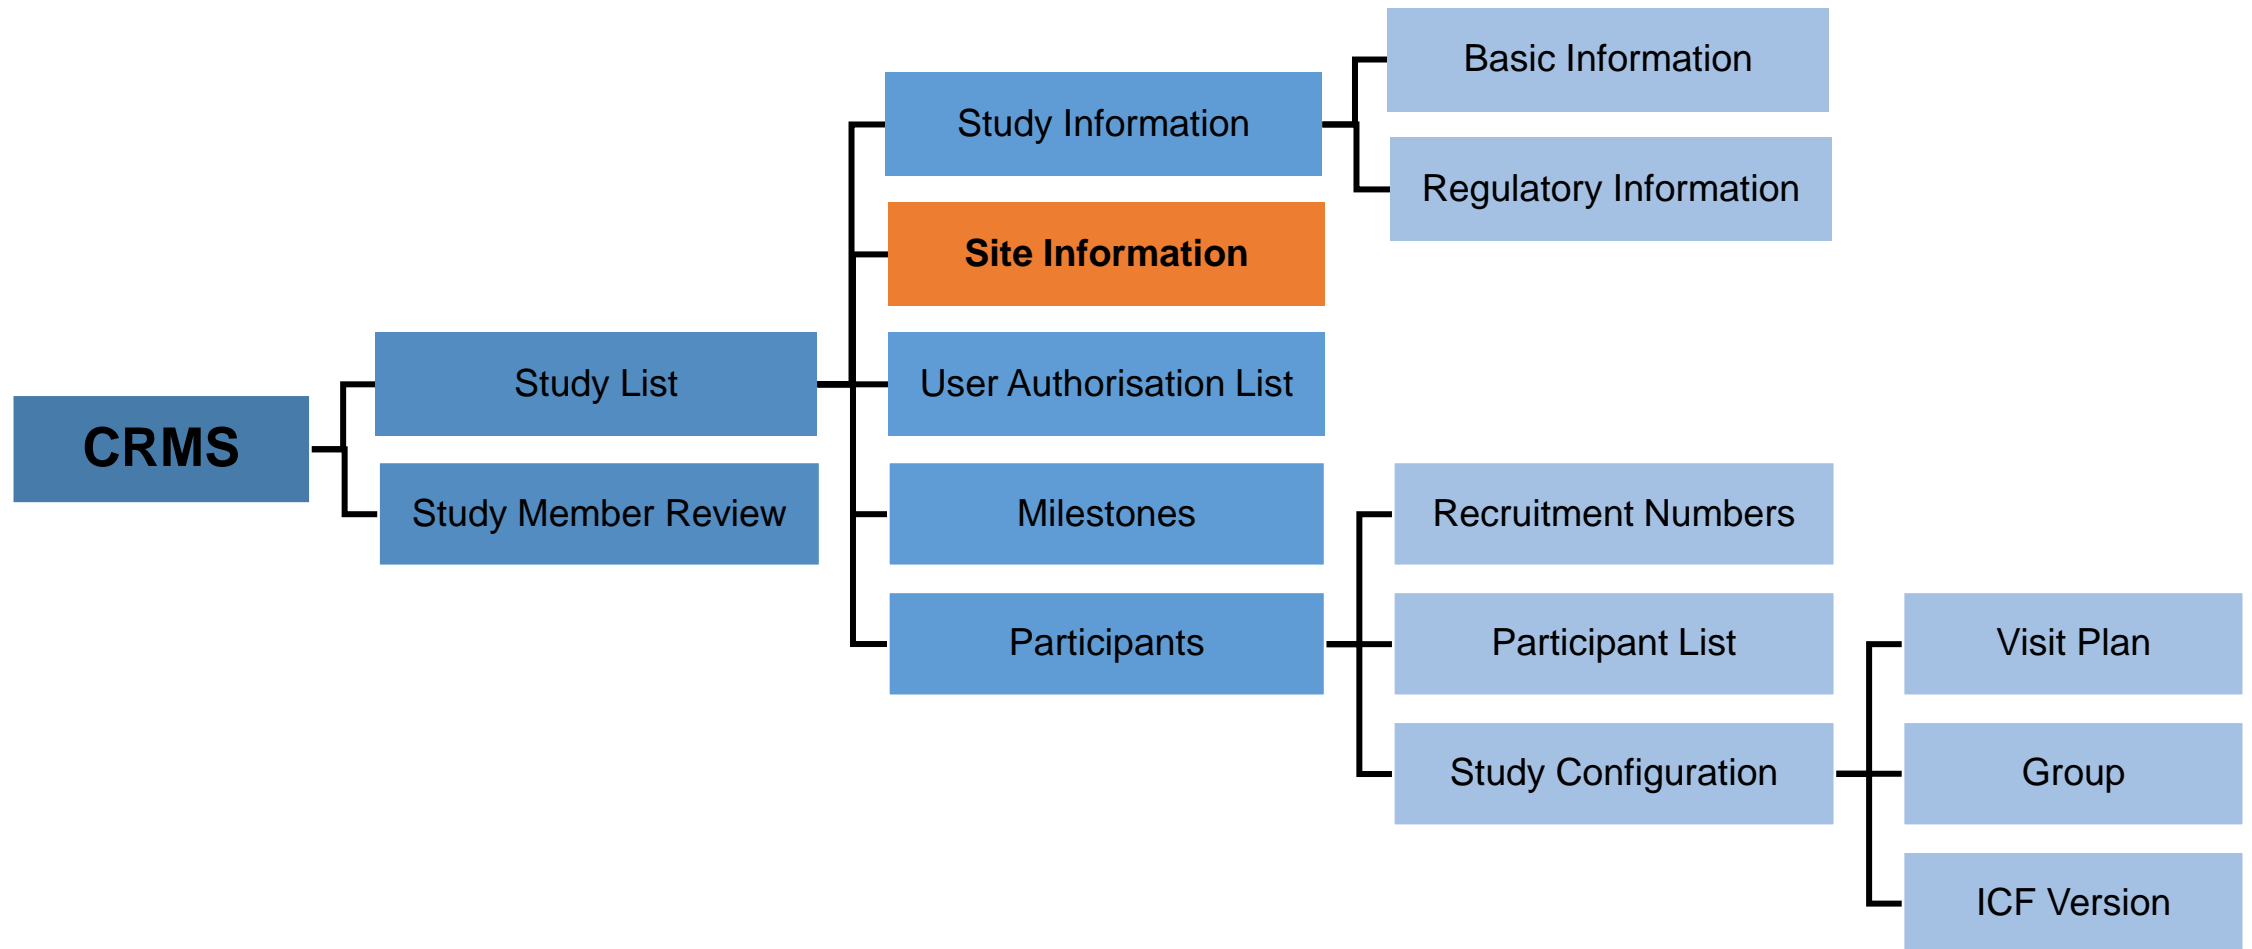 CRMS
Study List
Study Member Review
Study Information
Site Information
User Authorisation List
Milestones
Participants
Basic Information
Regulatory Information
Recruitment Numbers
Participant List
Study Configuration
Visit Plan
Group
ICF Version